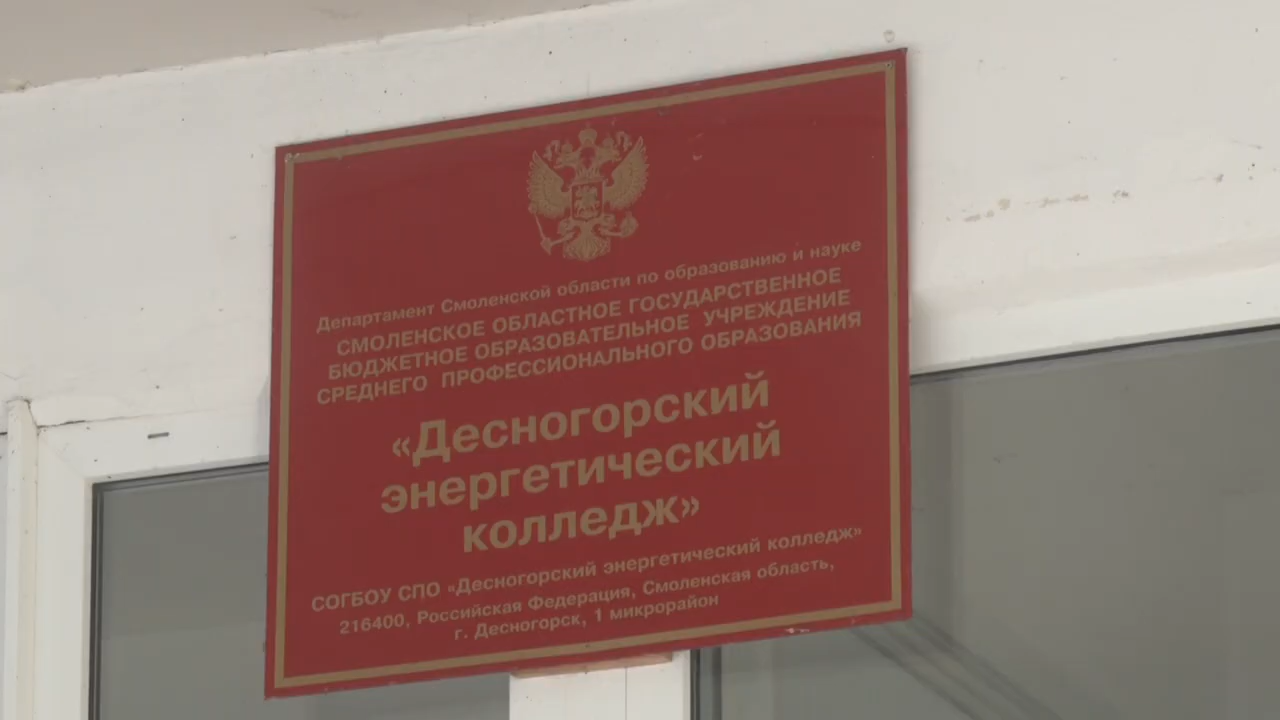 Департамент Смоленской области по образованию и науке
СМОЛЕНСКОЕ ОБЛАСТНОЕ ГОСУДАРСТВЕННОЕ
БЮДЖЕТНОЕ ОБРАЗОВАТЕЛЬНОЕ УЧРЕЖДЕНИЕ
СРЕДНЕГО ПРОФЕССИОНАЛЬНОГО ОБРАЗОВАНИЯ
«Десногорский
энергетический
колледж»
СОГБОУ СПО «Десногорский энергетический колледж»
216400, Российская Федерация, Смоленская область,
г. Десногорск, 1 микрорайон